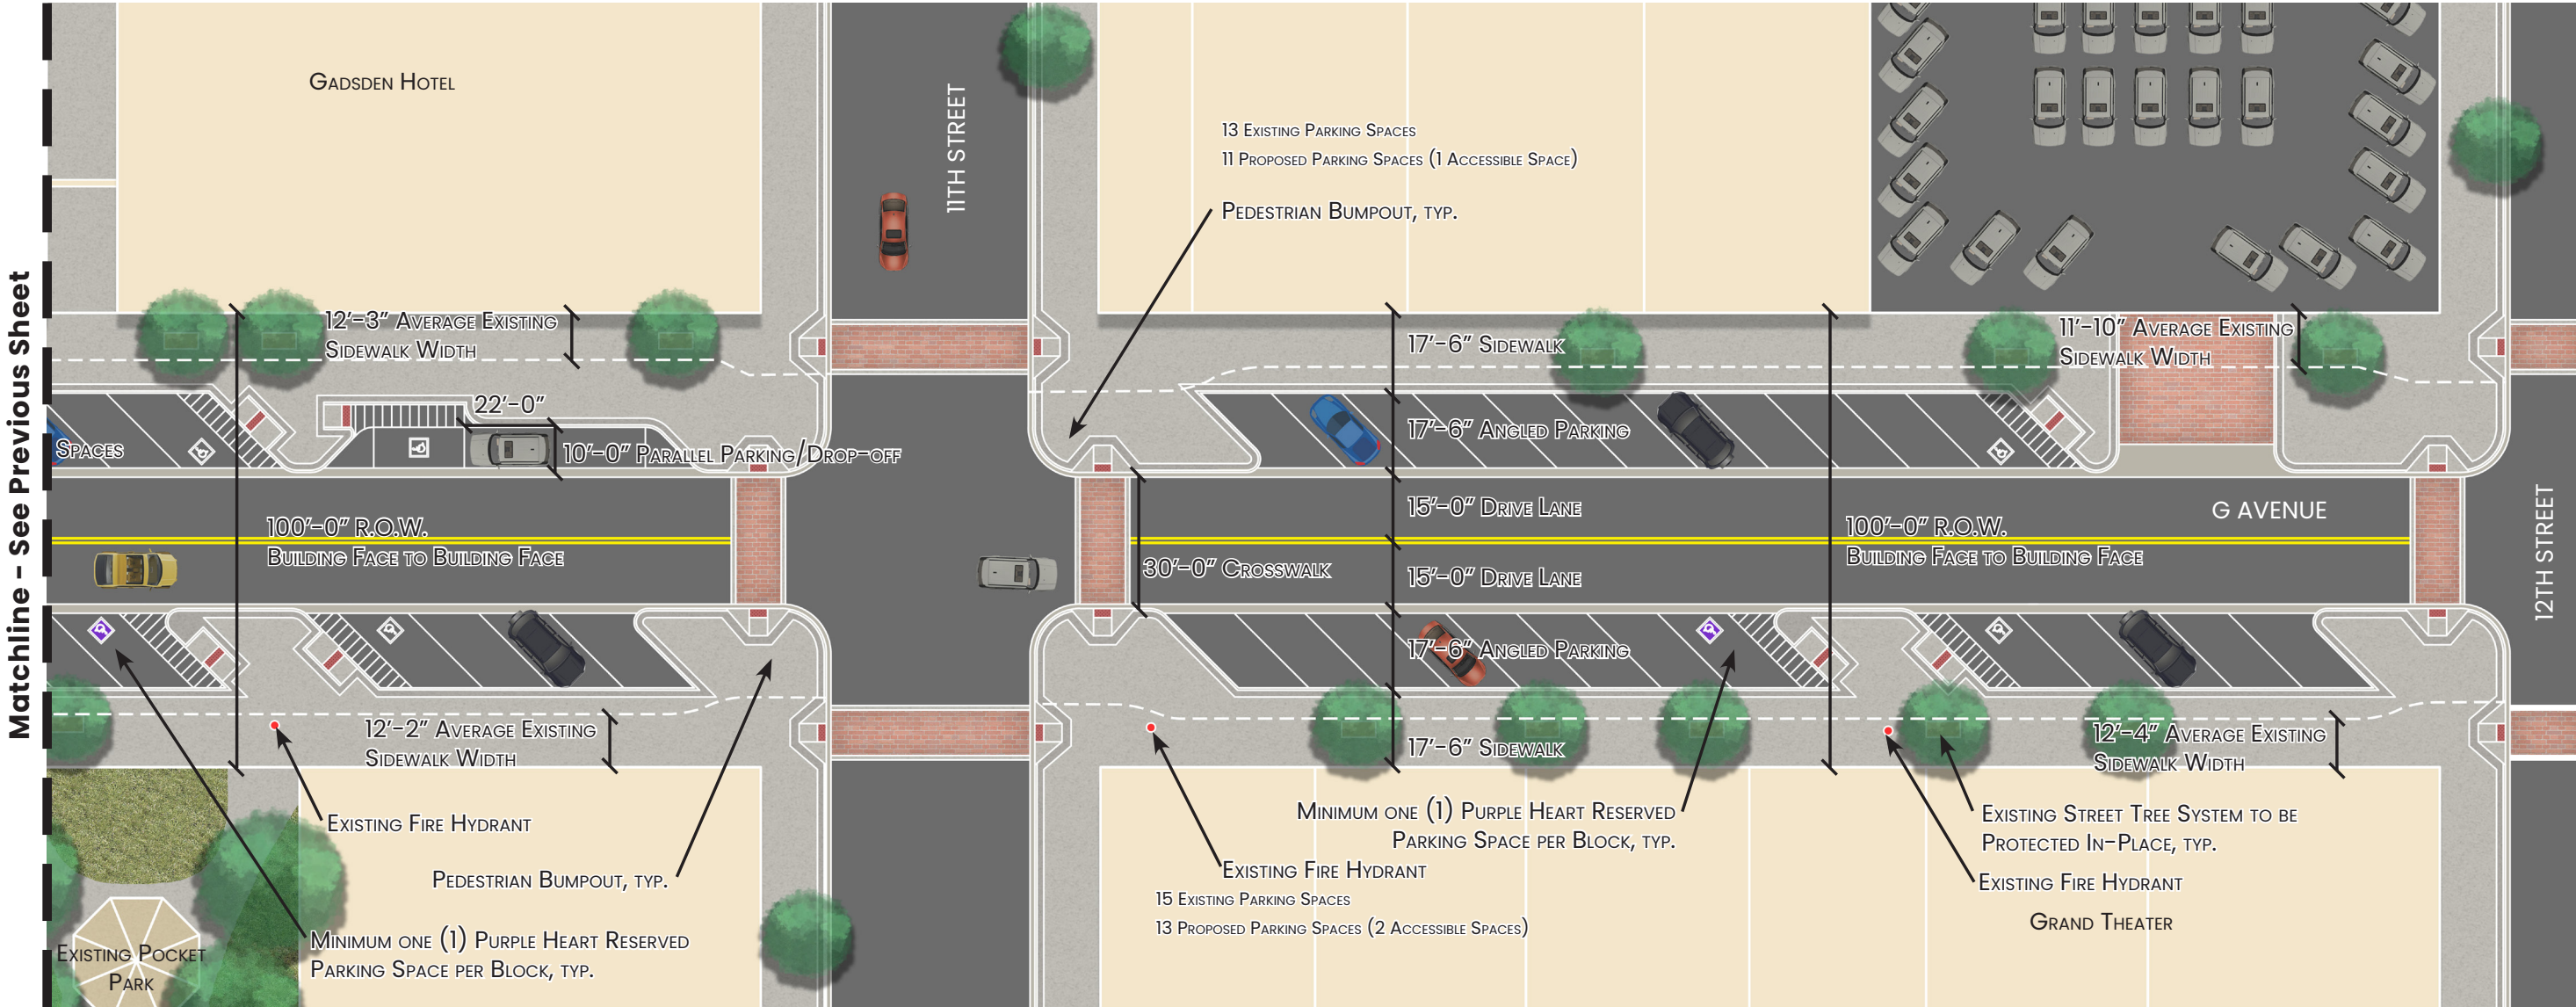 Matchline - See Previous Sheet
Gadsden Hotel
11TH STREET
13 Existing Parking Spaces
11 Proposed Parking Spaces (1 Accessible Space)
Pedestrian Bumpout, typ.
12'-3" Average Existing
Sidewalk Width
17'-6" Sidewalk
11'-10" Average Existing
Sidewalk Width
22'-0"
Spaces
10'-0" Parallel Parking/Drop-off
17'-6" Angled Parking
15'-0" Drive Lane
G AVENUE
12TH STREET
100'-0" R.O.W.
Building Face to Building Face
30'-0" Crosswalk
15'-0" Drive Lane
100'-0" R.O.W.
Building Face to Building Face
17'-6" Angled Parking
12'-2" Average Existing
Sidewalk Width
17'-6" Sidewalk
12'-4" Average Existing
Sidewalk Width
Existing Fire Hydrant
Pedestrian Bumpout, typ.
Minimum one (1) Purple Heart Reserved
Parking Space per Block, typ.
Existing Pocket
Park
Minimum one (1) Purple Heart Reserved
Parking Space per Block, typ.
Existing Fire Hydrant
15 Existing Parking Spaces
13 Proposed Parking Spaces (2 Accessible Spaces)
Existing Street Tree System to be
Protected In-Place, typ.
Existing Fire Hydrant
Grand Theater